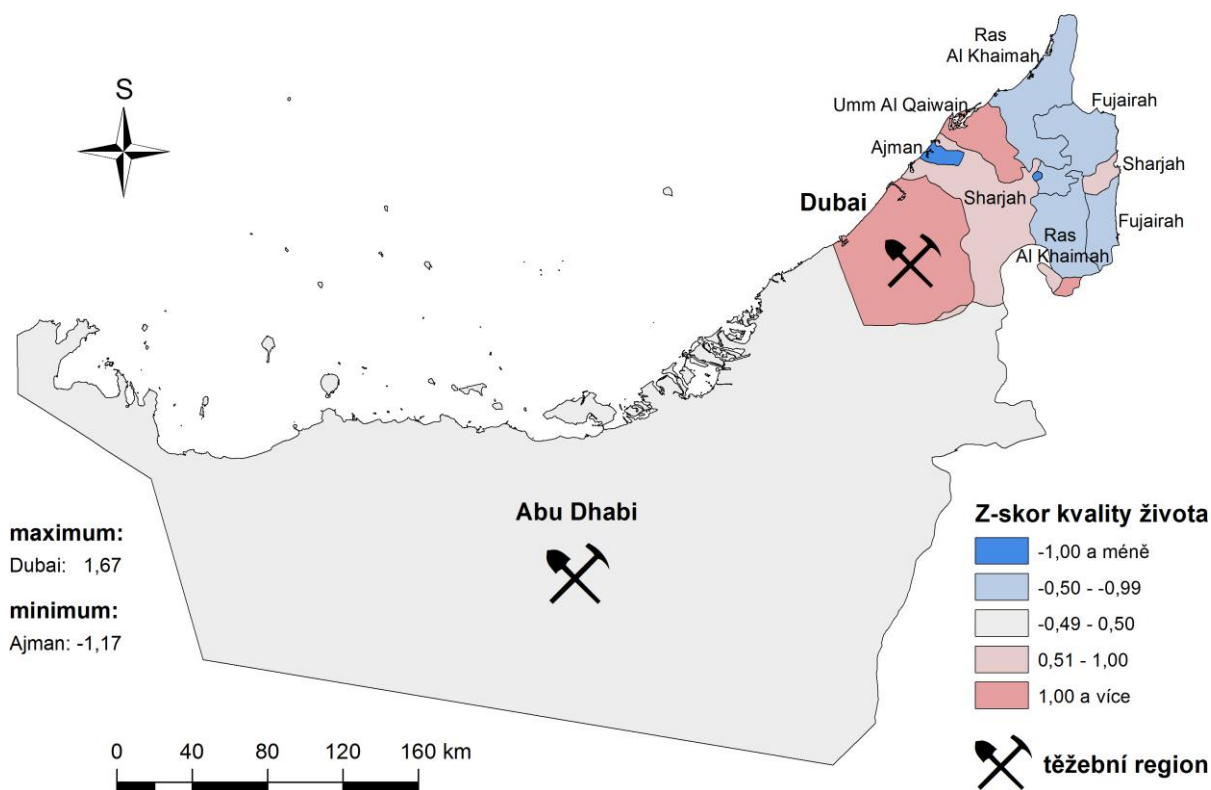 S
Ras
Al Khaimah
Umm Al Qaiwain
Fujairah
Ajman
Sharjah
Dubai
Sharjah
Fujairah
Ras
Al Khaimah
Abu Dhabi
maximum:
Dubai: 1,67
minimum:
Ajman: -1,17
Z-skor kvality života
-1,00 a méně
-0,50 - -0,99
-0,49 - 0,50
0,51 - 1,00
1,00 a více
těžební region
0 40 80 120 160 km